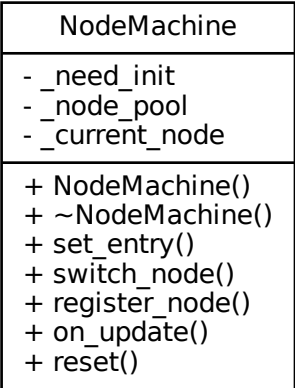 NodeMachine
- _need_init
- _node_pool
- _current_node
+ NodeMachine()
+ ~NodeMachine()
+ set_entry()
+ switch_node()
+ register_node()
+ on_update()
+ reset()